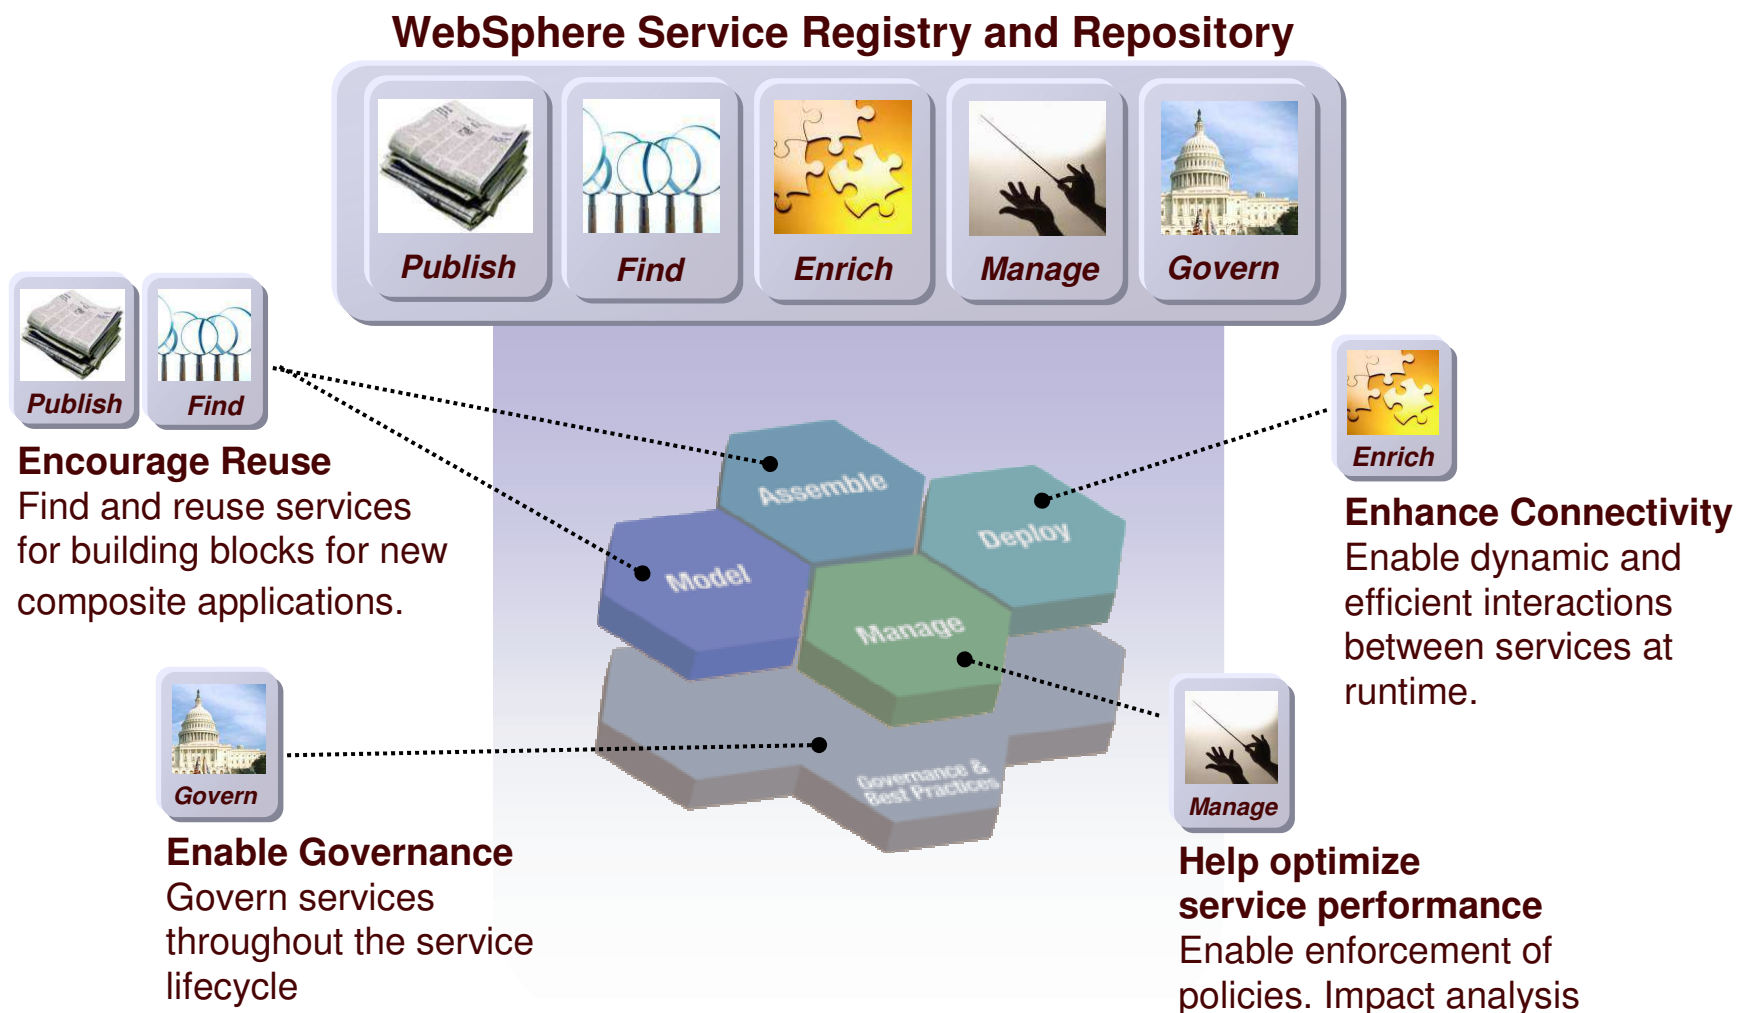 WebSphere Service Registry and Repository
Publish
Find
Enrich
Manage
Govern
Publish
Find
Encourage Reuse
Find and reuse services
for building blocks for new
composite applications.
Enrich
Enhance Connectivity
Enable dynamic and
efficient interactions
between services at
runtime.
Assemble
Deploy
Model
Manage
Governance &
Best Practices
Govern
Enable Governance
Govern services
throughout the service
lifecycle
Manage
Help optimize
service performance
Enable enforcement of
policies. Impact analysis